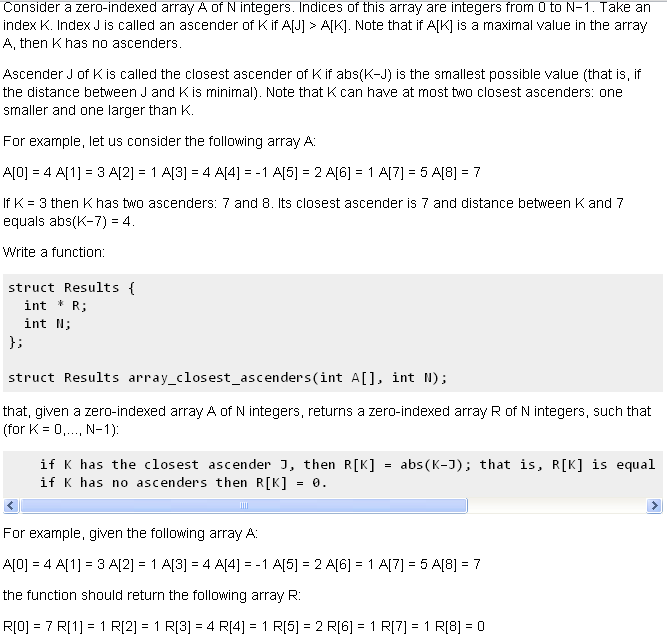 Consider a zero-indexed array A of N integers. Indices of this array are integers from 0 to N−1. Take an
index K. Index J is called an ascender of K if A[J] > A[K]. Note that if A[K] is a maximal value in the array
A, then K has no ascenders.
Ascender J of K is called the closest ascender of K if abs(K−J) is the smallest possible value (that is, if
the distance between J and K is minimal). Note that K can have at most two closest ascenders: one
smaller and one larger than K.
For example, let us consider the following array A:
A[0] = 4 A[1] = 3 A[2] = 1 A[3] = 4 A[4] = -1 A[5] = 2 A[6] = 1 A[7] = 5 A[8] = 7
If K = 3 then K has two ascenders: 7 and 8. Its closest ascender is 7 and distance between K and 7
equals abs(K−7) = 4.
Write a function:
struct Results {
int * R;
int N;
};
struct Results array_closest_ascenders(int A[], int N);
that, given a zero-indexed array A of N integers, returns a zero-indexed array R of N integers, such that
(for K = 0,..., N−1):
if K has the closest ascender J, then R[K] = abs(K-J); that is, R[K] is equal
if K has no ascenders then R[K] = 0.
For example, given the following array A:
A[0] = 4 A[1] = 3 A[2] = 1 A[3] = 4 A[4] = -1 A[5] = 2 A[6] = 1 A[7] = 5 A[8] = 7
the function should return the following array R:
R[0] = 7 R[1] = 1 R[2] = 1 R[3] = 4 R[4] = 1 R[5] = 2 R[6] = 1 R[7] = 1 R[8] = 0